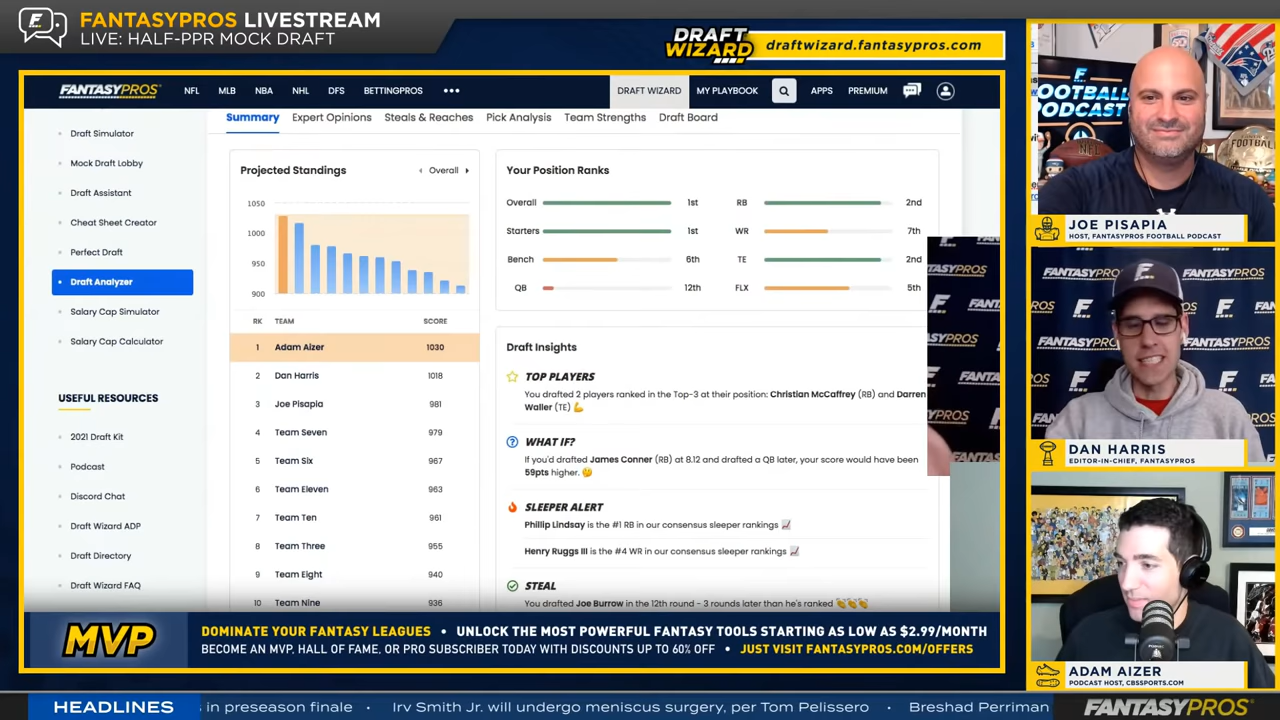 FANTASYPROS LIVESTREAM
LIVE: HALF-PPR MOCK DRAFT
DRAFT WIZARD
draftwizard.fantasypros.com
FANTASYPROS NFL MLB NBA NHL DFS BETTINGPROS ••• DRAFT WIZARD MY PLAYBOOK APPS PREMIUM
Draft Simulator
Mock Draft Lobby
Draft Assistant
Cheat Sheet Creator
Perfect Draft
Draft Analyzer
Salary Cap Simulator
Salary Cap Calculator
USEFUL RESOURCES
2021 Draft Kit
Podcast
Discord Chat
Draft Wizard ADP
Draft Directory
Draft Wizard FAQ
Summary Expert Opinions Steals & Reaches Pick Analysis Team Strengths Draft Board
Projected Standings Overall
1050
1000
950
900
RK TEAM SCORE
1 Adam Aizer 1030
2 Dan Harris 1018
3 Joe Pisapia 981
4 Team Seven 979
5 Team Six 967
6 Team Eleven 963
7 Team Ten 961
8 Team Three 955
9 Team Eight 940
10 Team Nine 936
Your Position Ranks
Overall 1st RB 2nd
Starters 1st WR 7th
Bench 6th TE 2nd
QB 12th FLX 5th
Draft Insights
TOP PLAYERS
You drafted 2 players ranked in the Top-3 at their position: Christian McCaffrey (RB) and Darren
Waller (TE) 💪
WHAT IF?
If you'd drafted James Conner (RB) at 8.12 and drafted a QB later, your score would have been
59pts higher. 🤔
SLEEPER ALERT
Phillip Lindsay is the #1 RB in our consensus sleeper rankings 📈
Henry Ruggs III is the #4 WR in our consensus sleeper rankings 📈
STEAL
You drafted Joe Burrow in the 12th round - 3 rounds later than he's ranked 👏👏👏
FOOTBALL
PODCAST
JOE PISAPIA
HOST, FANTASYPROS FOOTBALL PODCAST
FANTASYPROS
DAN HARRIS
EDITOR-IN-CHIEF, FANTASYPROS
ADAM AIZER
PODCAST HOST, CBSSPORTS.COM
MVP
DOMINATE YOUR FANTASY LEAGUES • UNLOCK THE MOST POWERFUL FANTASY TOOLS STARTING AS LOW AS $2.99/MONTH
BECOME AN MVP, HALL OF FAME, OR PRO SUBSCRIBER TODAY WITH DISCOUNTS UP TO 60% OFF • JUST VISIT FANTASYPROS.COM/OFFERS
HEADLINES s in preseason finale • Irv Smith Jr. will undergo meniscus surgery, per Tom Pelissero • Breshad Perriman FANTASYPROS